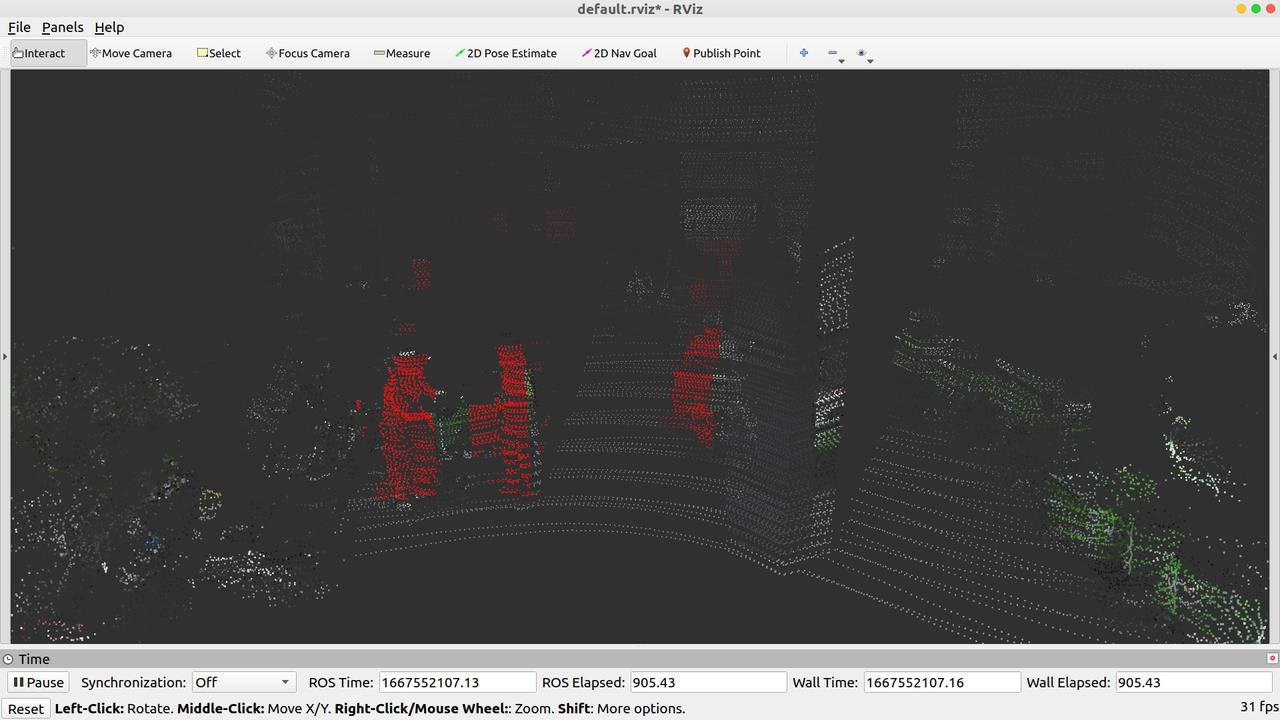 default.rviz* - RViz
File Panels Help
Interact Move Camera Select Focus Camera Measure 2D Pose Estimate 2D Nav Goal Publish Point
Time
Pause Synchronization: Off ROS Time: 1667552107.13 ROS Elapsed: 905.43 Wall Time: 1667552107.16 Wall Elapsed: 905.43
Reset Left-Click: Rotate. Middle-Click: Move X/Y. Right-Click/Mouse Wheel:: Zoom. Shift: More options. 31 fps